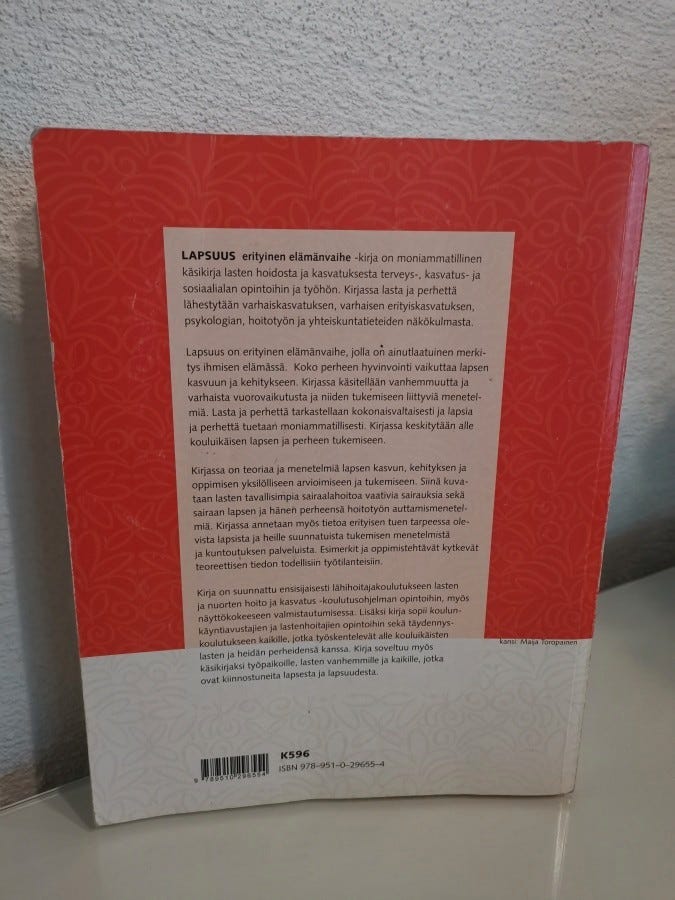 LAPSUUS erityinen elämänvaihe -kirja on moniammatillinen
käsikirja lasten hoidosta ja kasvatuksesta terveys-, kasvatus- ja
sosiaalialan opintoihin ja työhön. Kirjassa lasta ja perhettä
lähestytään varhaiskasvatuksen, varhaisen erityiskasvatuksen,
psykologian, hoitotyön ja yhteiskuntatieteiden näkökulmasta.
Lapsuus on erityinen elämänvaihe, jolla on ainutlaatuinen merki-
tys ihmisen elämässä. Koko perheen hyvinvointi vaikuttaa lapsen
kasvuun ja kehitykseen. Kirjassa käsitellään vanhemmuutta ja
varhaista vuorovaikutusta ja niiden tukemiseen liittyviä menetel-
miä. Lasta ja perhettä tarkastellaan kokonaisvaltaisesti ja lapsia
ja perhettä tuetaan moniammatillisesti. Kirjassa keskitytään alle
kouluikäisen lapsen ja perheen tukemiseen.
Kirjassa on teoriaa ja menetelmiä lapsen kasvun, kehityksen ja
oppimisen yksilölliseen arvioimiseen ja tukemiseen. Siinä kuva-
taan lasten tavallisimpia sairaalahoitoa vaativia sairauksia sekä
sairaan lapsen ja hänen perheensä hoitotyön auttamismenetel-
miä. Kirjassa annetaan myös tietoa erityisen tuen tarpeessa ole-
vista lapsista ja heille suunnatuista tukemisen menetelmistä
ja kuntoutuksen palveluista. Esimerkit ja oppimistehtävät kytkevät
teoreettisen tiedon todellisiin työtilanteisiin.
Kirja on suunnattu ensisijaisesti lähihoitajakoulutukseen lasten
ja nuorten hoito ja kasvatus -koulutusohjelman opintoihin, myös
näyttökokeeseen valmistautumisessa. Lisäksi kirja sopii koulun-
käyntiavustajien ja lastenhoitajien opintoihin sekä täydennys-
koulutukseen kaikille, jotka työskentelevät alle kouluikäisten
lasten ja heidän perheidensä kanssa. Kirja soveltuu myös
käsikirjaksi työpaikoille, lasten vanhemmille ja kaikille, jotka
ovat kiinnostuneita lapsesta ja lapsuudesta.
kansi: Maija Toropainen
K596
ISBN 978-951-0-29655-4
9 789510 296554